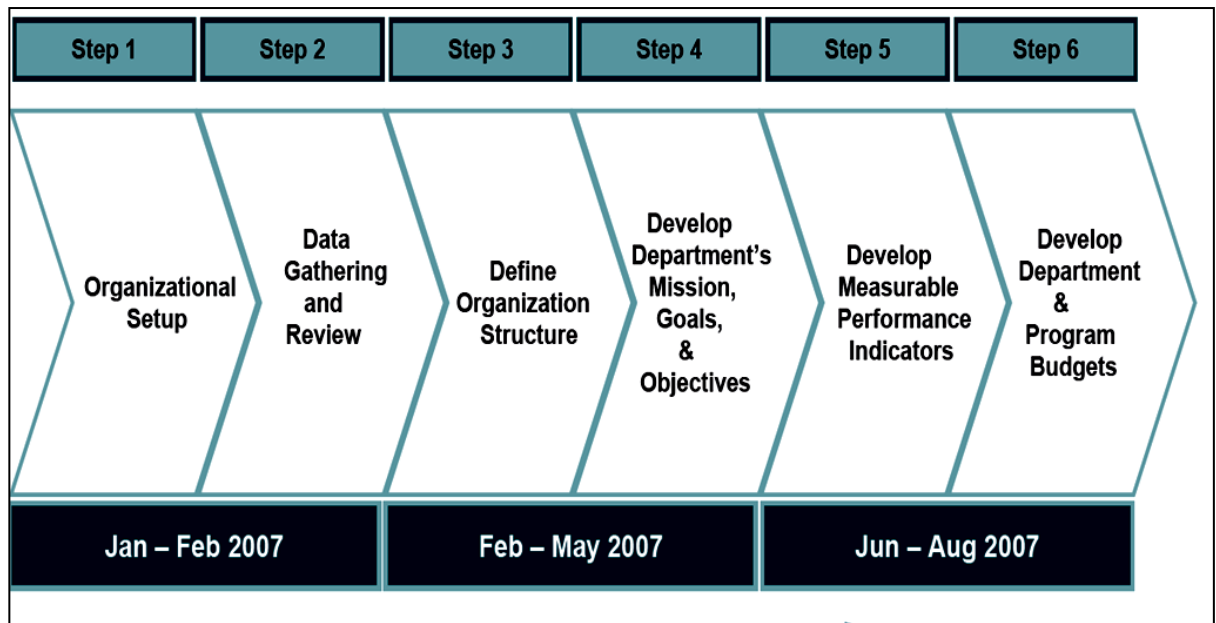 Step 1
Step 2
Step 3
Step 4
Step 5
Step 6
Organizational
Setup
Data
Gathering
and
Review
Define
Organization
Structure
Develop
Department's
Mission,
Goals,
&
Objectives
Develop
Measurable
Performance
Indicators
Develop
Department
&
Program
Budgets
Jan – Feb 2007
Feb – May 2007
Jun – Aug 2007